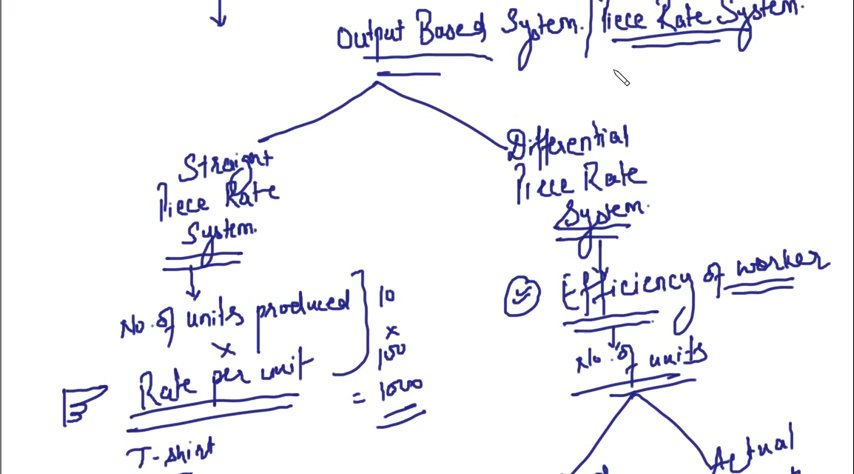 Output Based System / Piece Rate System.
Straight
Piece Rate
System.
No. of units produced
x
Rate per unit
10
x
100
= 1000
T-shirt
Differential
Piece Rate
System.
Efficiency of worker
No. of units
Actual